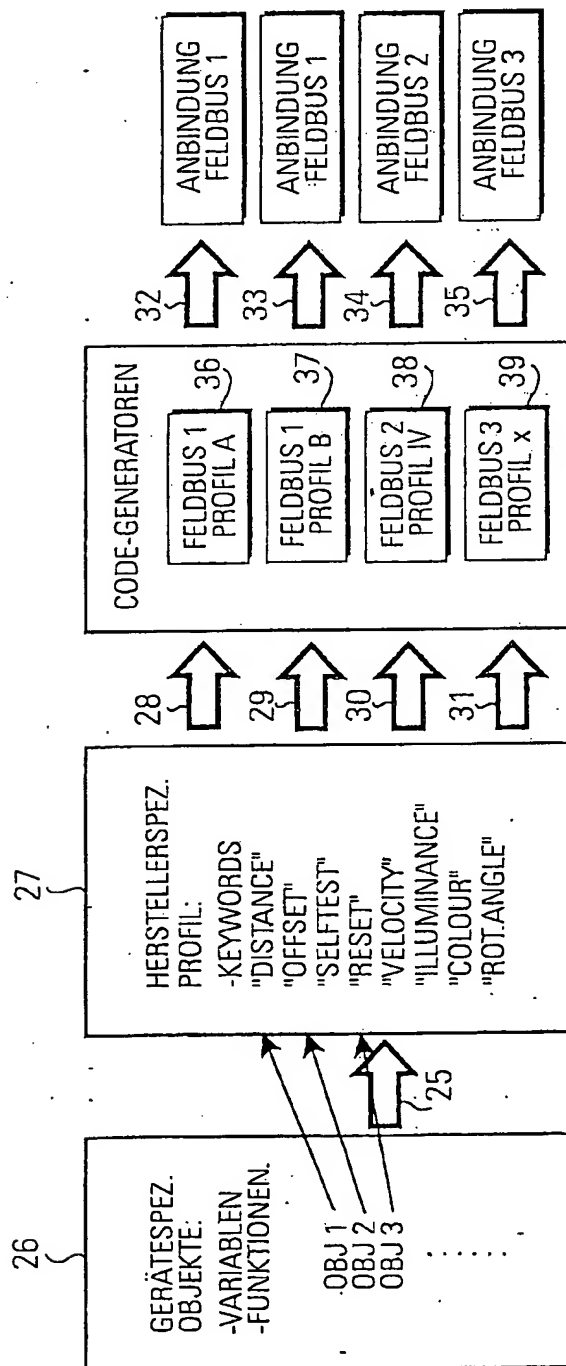 26
GERÄTESPEZ.
OBJEKTE:
-VARIABLEN
-FUNKTIONEN.
OBJ 1
OBJ 2
OBJ 3
25
27
HERSTELLERSPEZ.
PROFIL:
-KEYWORDS
"DISTANCE"
"OFFSET"
"SELFTEST"
"RESET"
"VELOCITY"
"ILLUMINANCE"
"COLOUR"
"ROT.ANGLE"
28
29
30
31
CODE-GENERATOREN
FELDBUS 1
PROFIL A
36
FELDBUS 1
PROFIL B
37
FELDBUS 2
PROFIL IV
38
FELDBUS 3
PROFIL X
39
32
33
34
35
ANBINDUNG
FELDBUS 1
ANBINDUNG
FELDBUS 1
ANBINDUNG
FELDBUS 2
ANBINDUNG
FELDBUS 3